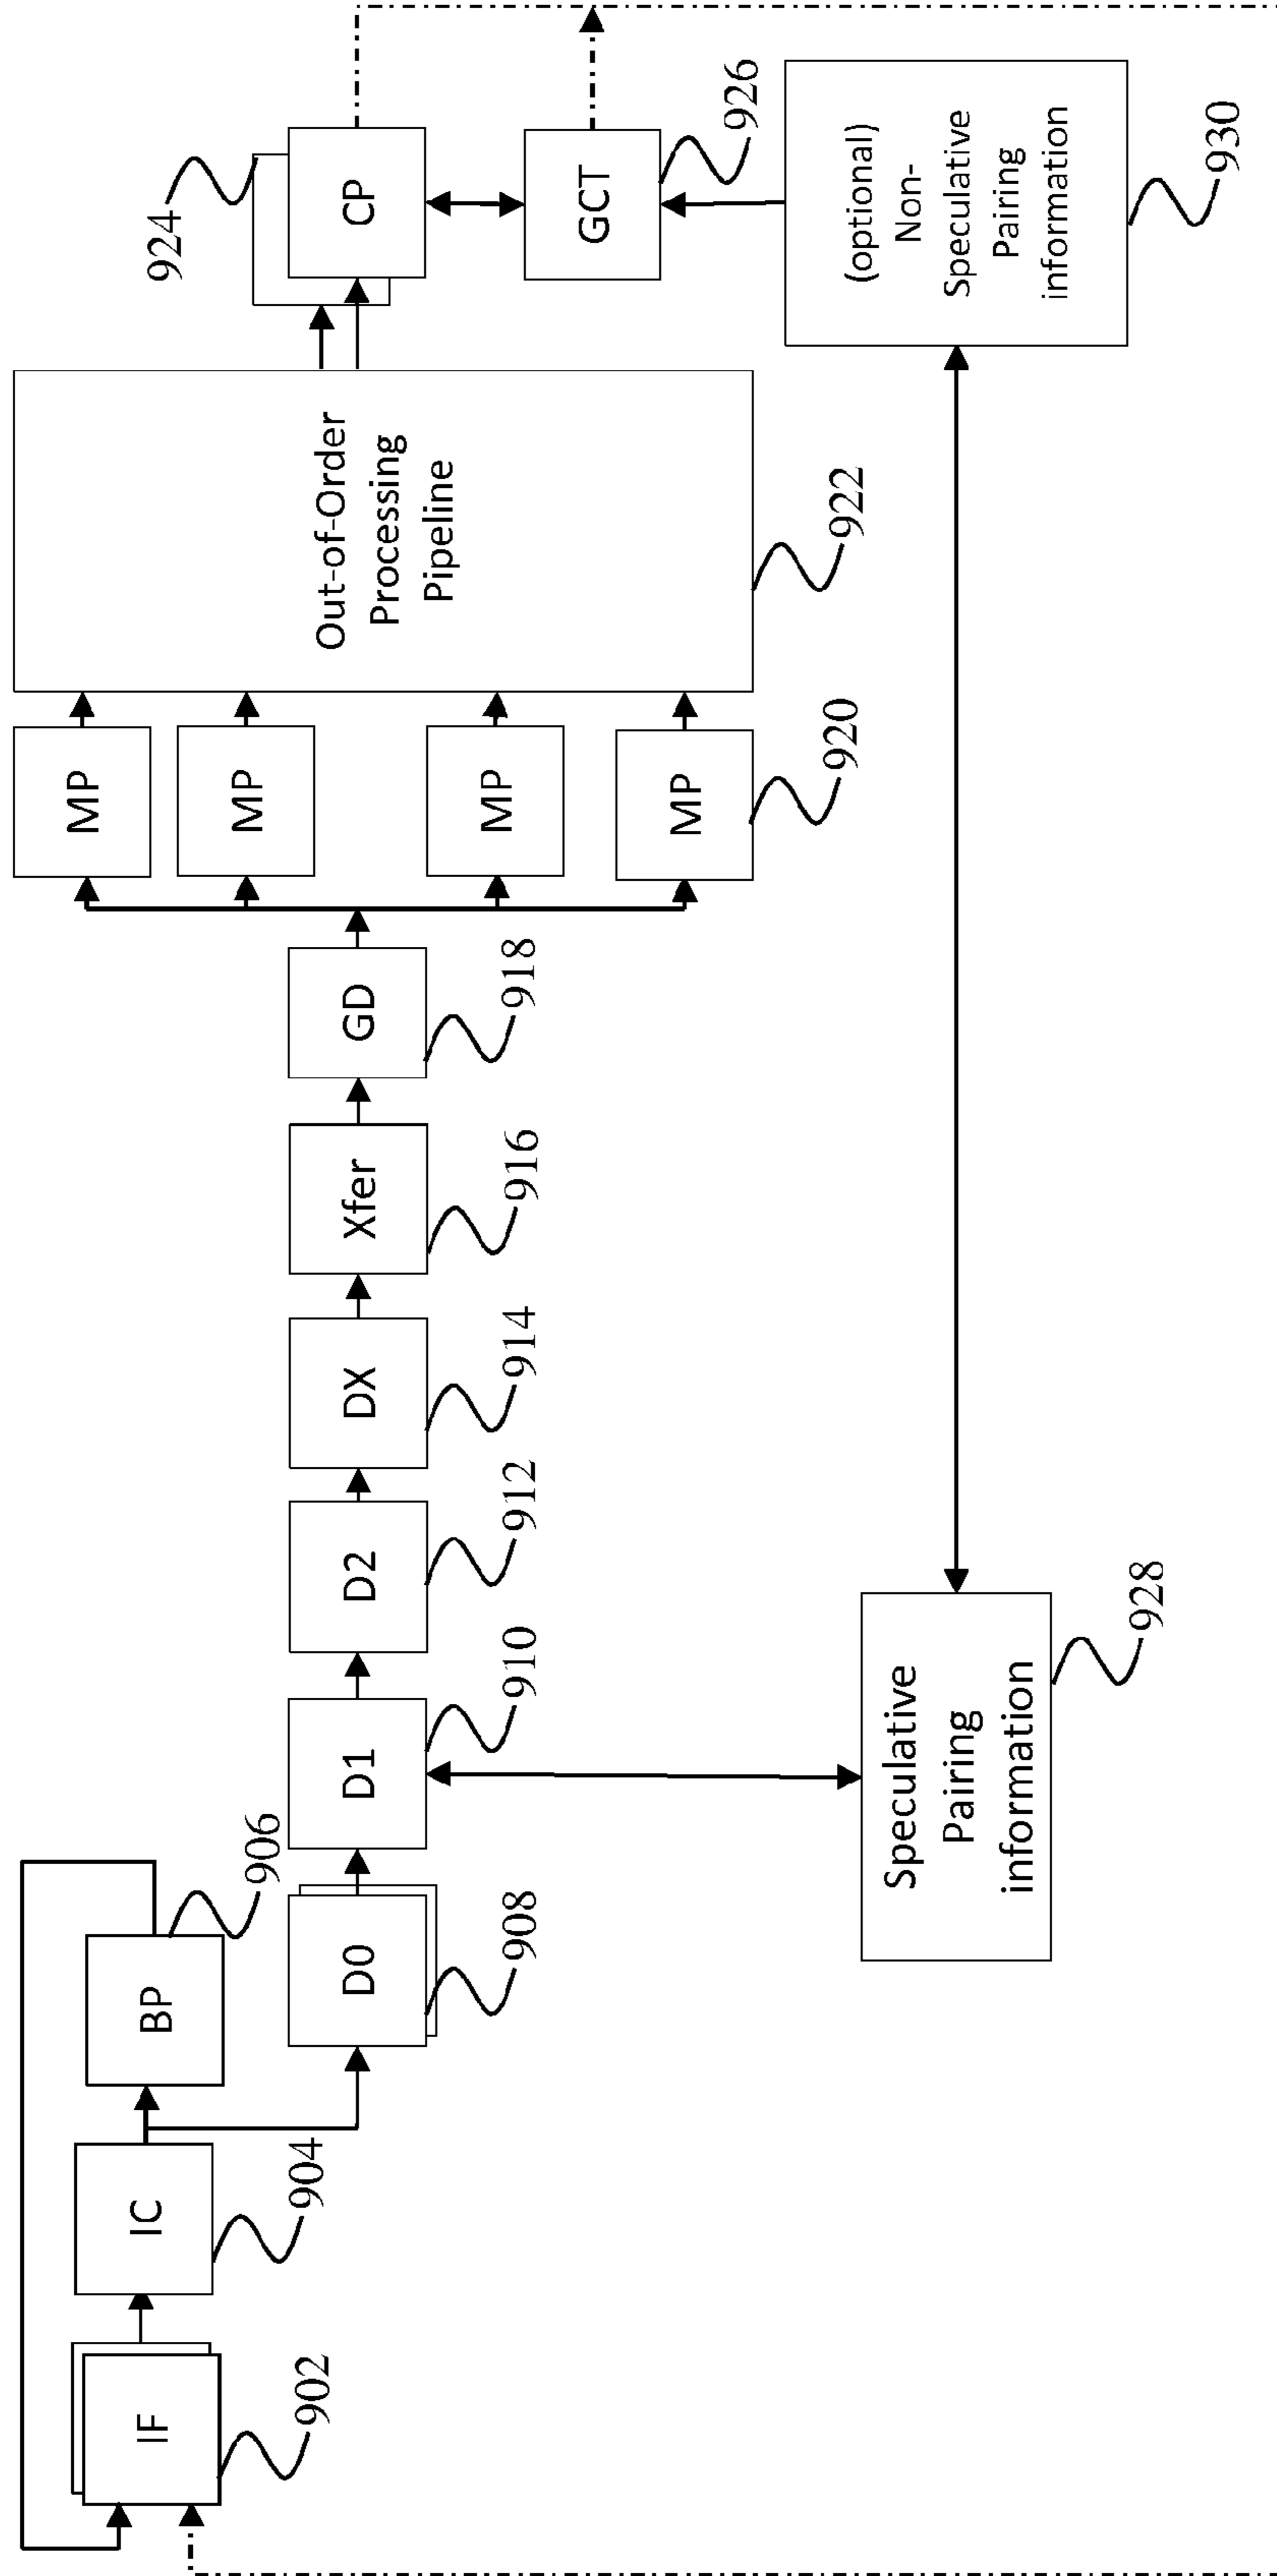 IF
902
IC
904
BP
906
D0
908
D1
910
D2
912
DX
914
Xfer
916
GD
918
MP
MP
MP
MP
920
Out-of-Order
Processing
Pipeline
922
CP
924
GCT
926
Speculative
Pairing
information
928
(optional)
Non-
Speculative
Pairing
information
930